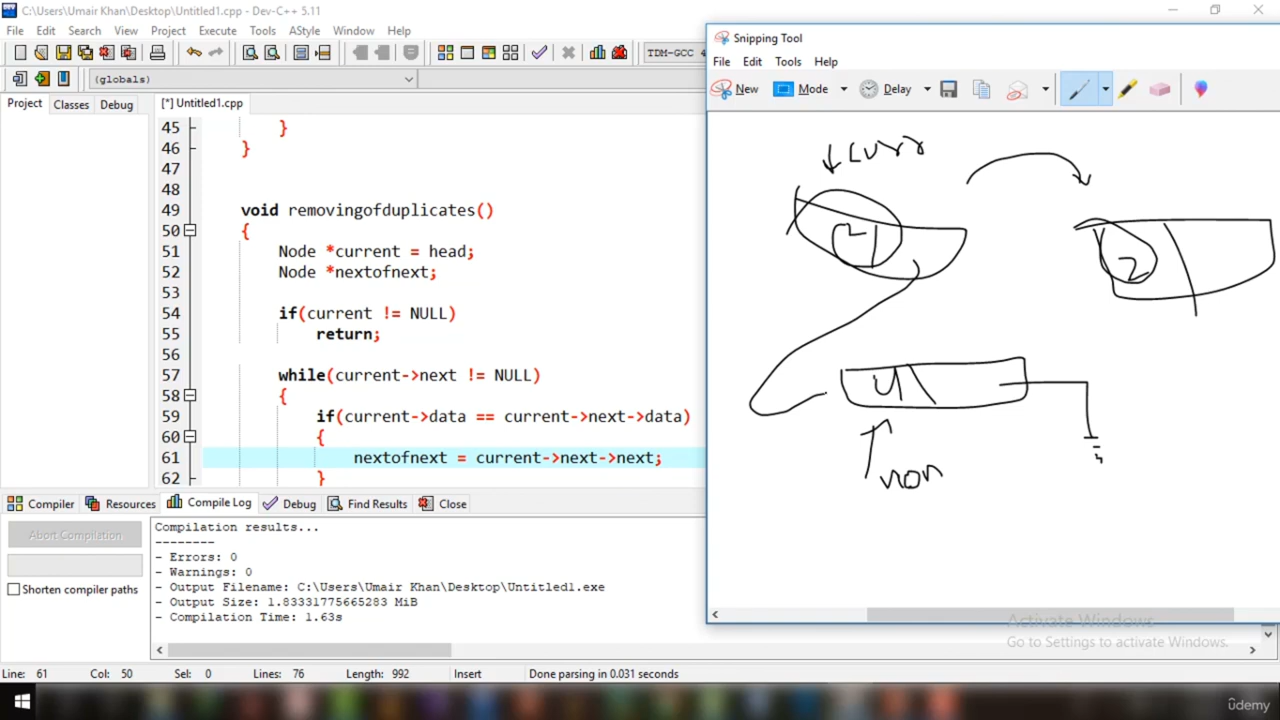 C:\Users\Umair Khan\Desktop\Untitled1.cpp - Dev-C++ 5.11
File Edit Search View Project Execute Tools AStyle Window Help
TDM-GCC 4
(globals)
Project Classes Debug
[*] Untitled1.cpp
45 }
46 }
47
48
49 void removingofduplicates()
50 {
51 Node *current = head;
52 Node *nextofnext;
53
54 if(current != NULL)
55 return;
56
57 while(current->next != NULL)
58 {
59 if(current->data == current->next->data)
60 {
61 nextofnext = current->next->next;
62 }
Compiler Resources Compile Log Debug Find Results Close
Abort Compilation
Shorten compiler paths
Compilation results...
--------
- Errors: 0
- Warnings: 0
- Output Filename: C:\Users\Umair Khan\Desktop\Untitled1.exe
- Output Size: 1.83331775665283 MiB
- Compilation Time: 1.63s
Line: 61 Col: 50 Sel: 0 Lines: 76 Length: 992 Insert Done parsing in 0.031 seconds
Snipping Tool
File Edit Tools Help
New Mode Delay
curr
2
2
4
non
Activate Windows
Go to Settings to activate Windows.
ûdemy